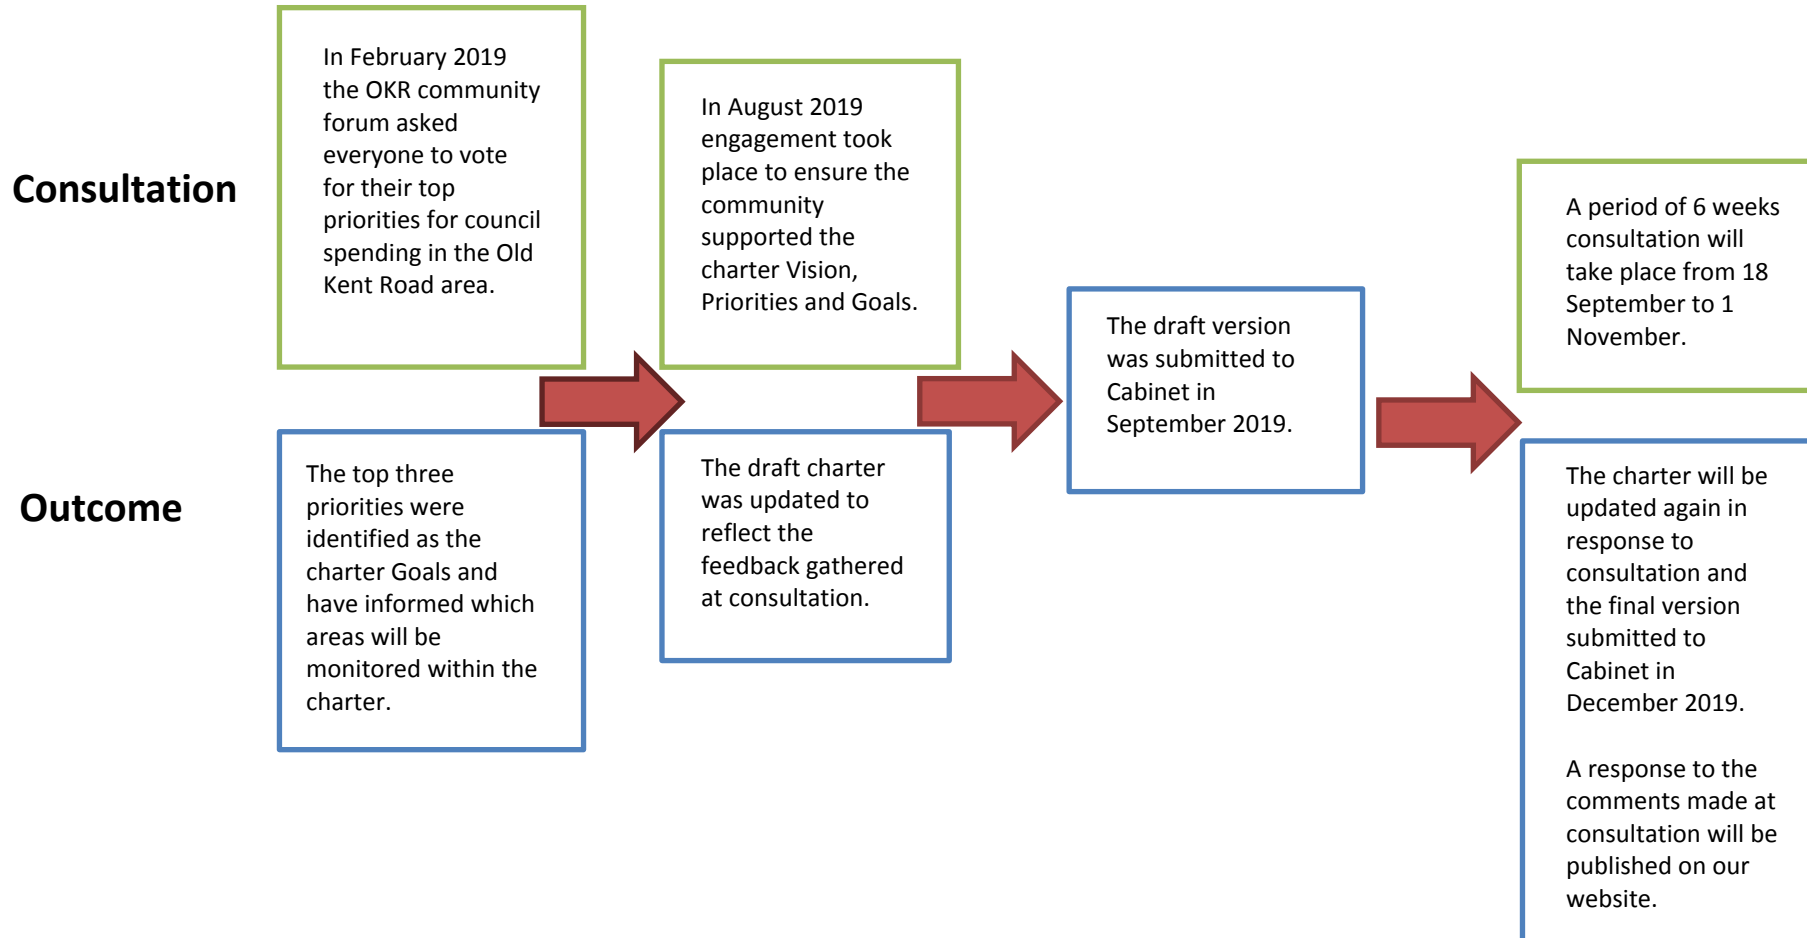 Consultation
In February 2019
the OKR community
forum asked
everyone to vote
for their top
priorities for council
spending in the Old
Kent Road area.
In August 2019
engagement took
place to ensure the
community
supported the
charter Vision,
Priorities and Goals.
A period of 6 weeks
consultation will
take place from 18
September to 1
November.
The draft version
was submitted to
Cabinet in
September 2019.
Outcome
The top three
priorities were
identified as the
charter Goals and
have informed which
areas will be
monitored within the
charter.
The draft charter
was updated to
reflect the
feedback gathered
at consultation.
The charter will be
updated again in
response to
consultation and
the final version
submitted to
Cabinet in
December 2019.
A response to the
comments made at
consultation will be
published on our
website.